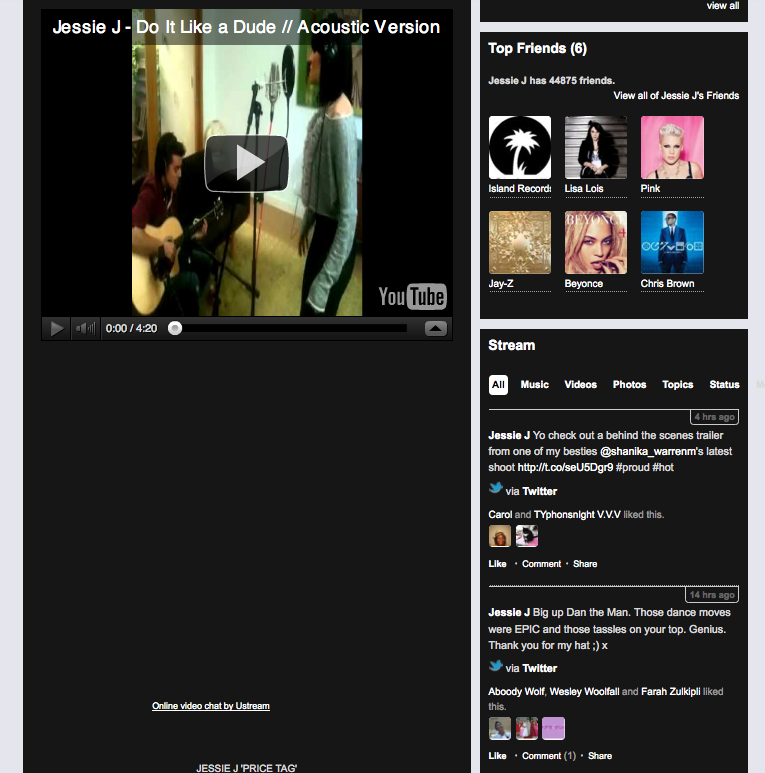 Jessie J - Do It Like a Dude // Acoustic Version
YouTube
0:00 / 4:20
Online video chat by Ustream
JESSIE J 'PRICE TAG'
view all
Top Friends (6)
Jessie J has 44875 friends.
View all of Jessie J's Friends
Island Records
Lisa Lois
Pink
BEYONCÉ
Jay-Z
Beyonce
Chris Brown
Stream
All Music Videos Photos Topics Status
4 hrs ago
Jessie J Yo check out a behind the scenes trailer
from one of my besties @shanika_warrenm's latest
shoot http://t.co/seU5Dgr9 #proud #hot
via Twitter
Carol and TYphonsnIght V.V.V liked this.
Like · Comment · Share
14 hrs ago
Jessie J Big up Dan the Man. Those dance moves
were EPIC and those tassles on your top. Genius.
Thank you for my hat ;) x
via Twitter
Aboody Wolf, Wesley Woolfall and Farah Zulkipli liked
this.
Like · Comment (1) · Share